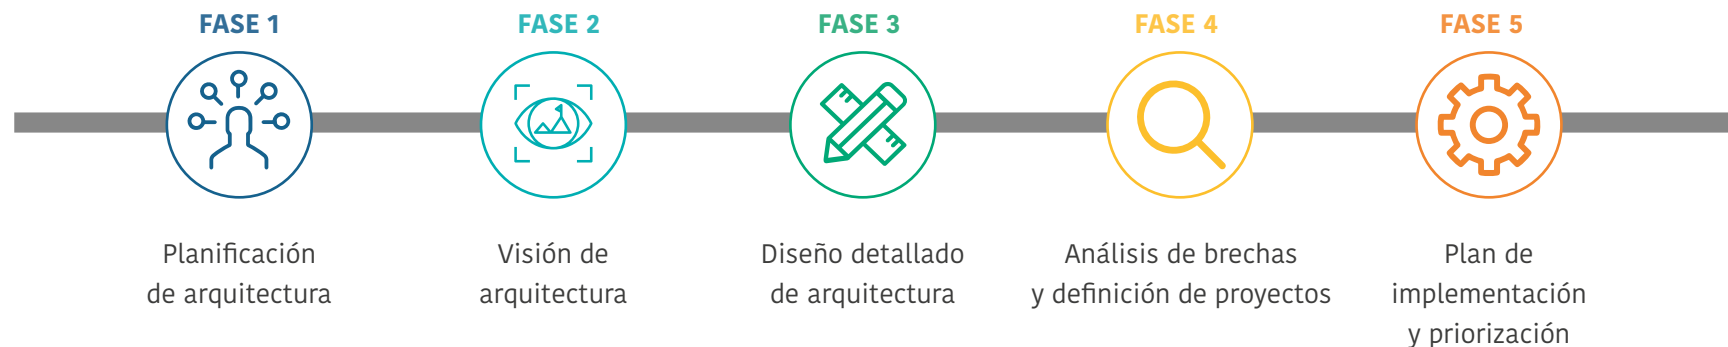 FASE 1
Planificación
de arquitectura
FASE 2
Visión de
arquitectura
FASE 3
Diseño detallado
de arquitectura
FASE 4
Análisis de brechas
y definición de proyectos
FASE 5
Plan de
implementación
y priorización